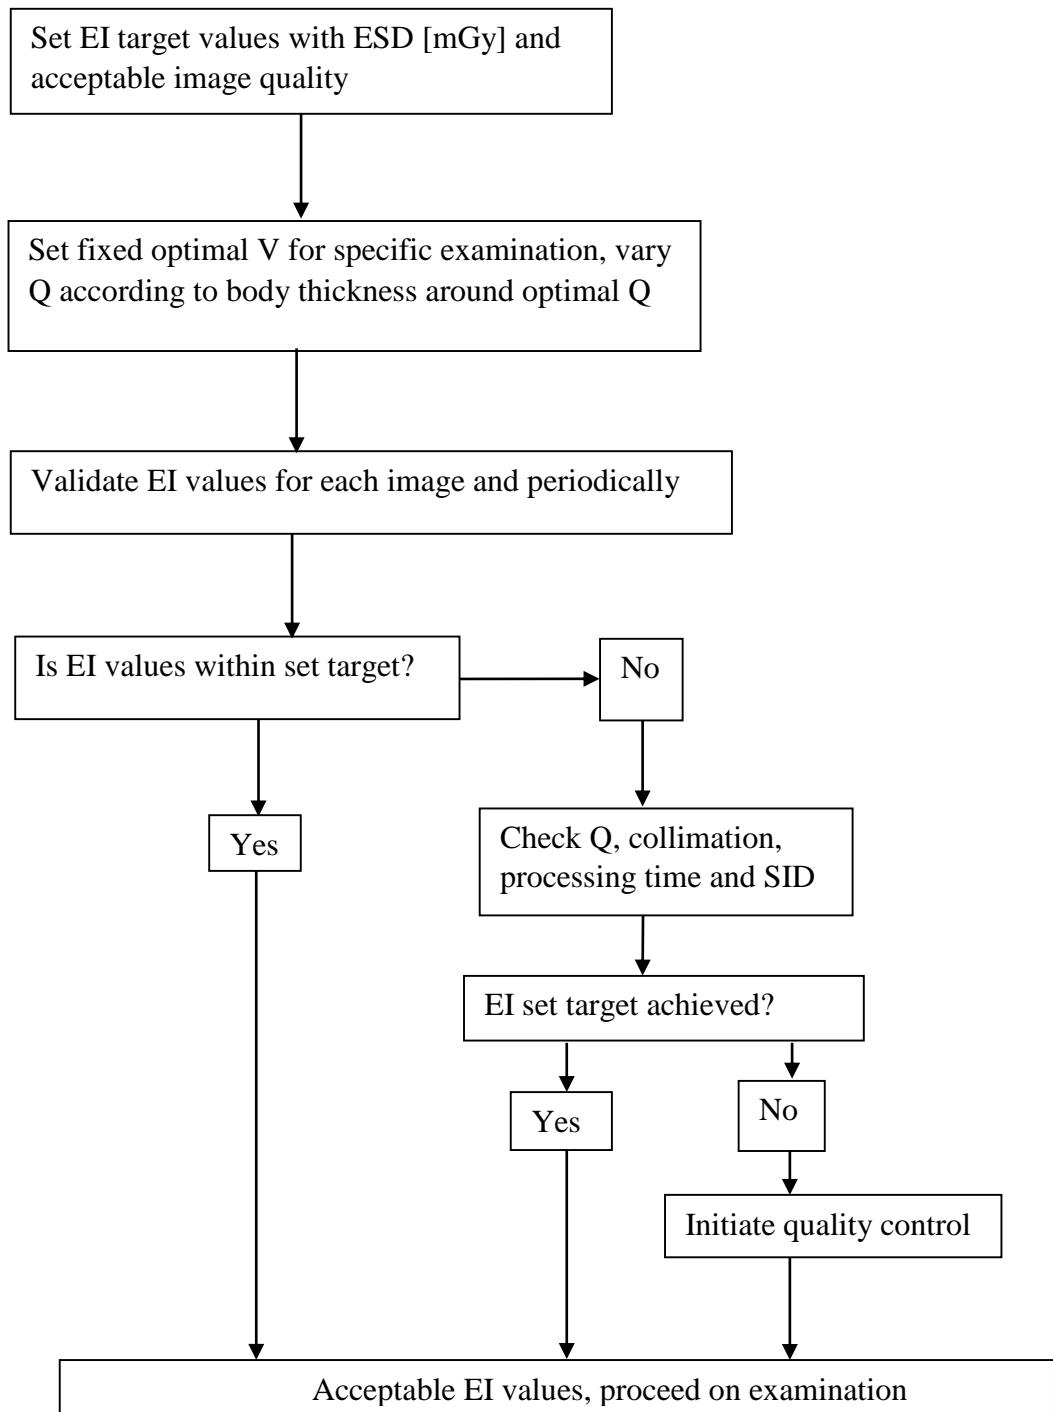 Set EI target values with ESD [mGy] and
acceptable image quality
Set fixed optimal V for specific examination, vary
Q according to body thickness around optimal Q
Validate EI values for each image and periodically
Is EI values within set target?
No
Yes
Check Q, collimation,
processing time and SID
EI set target achieved?
Yes
No
Initiate quality control
Acceptable EI values, proceed on examination